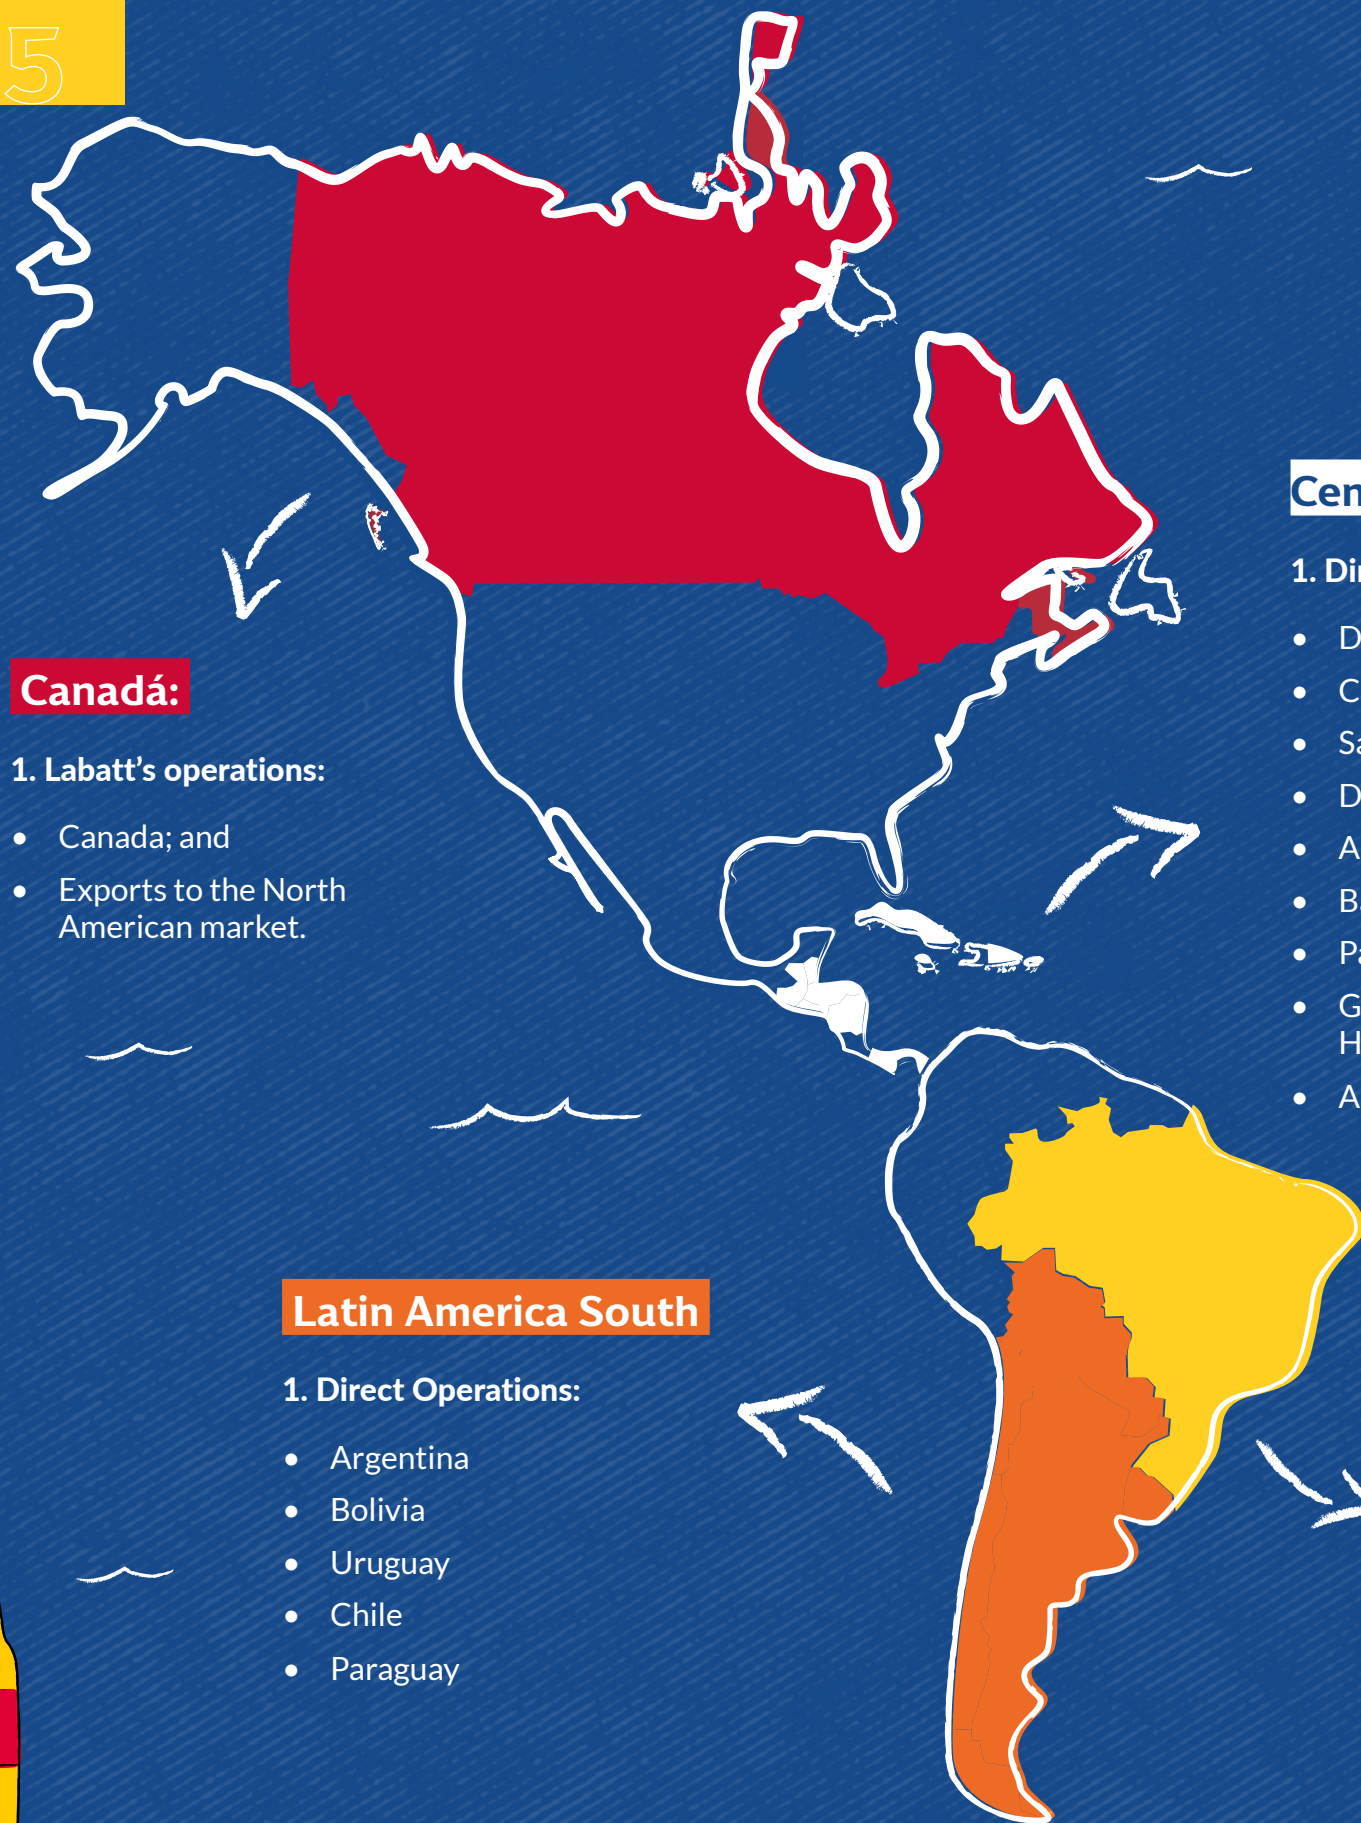 5
Canadá:
1. Labatt’s operations:
• Canada; and
• Exports to the North
American market.
Latin America South
1. Direct Operations:
• Argentina
• Bolivia
• Uruguay
• Chile
• Paraguay